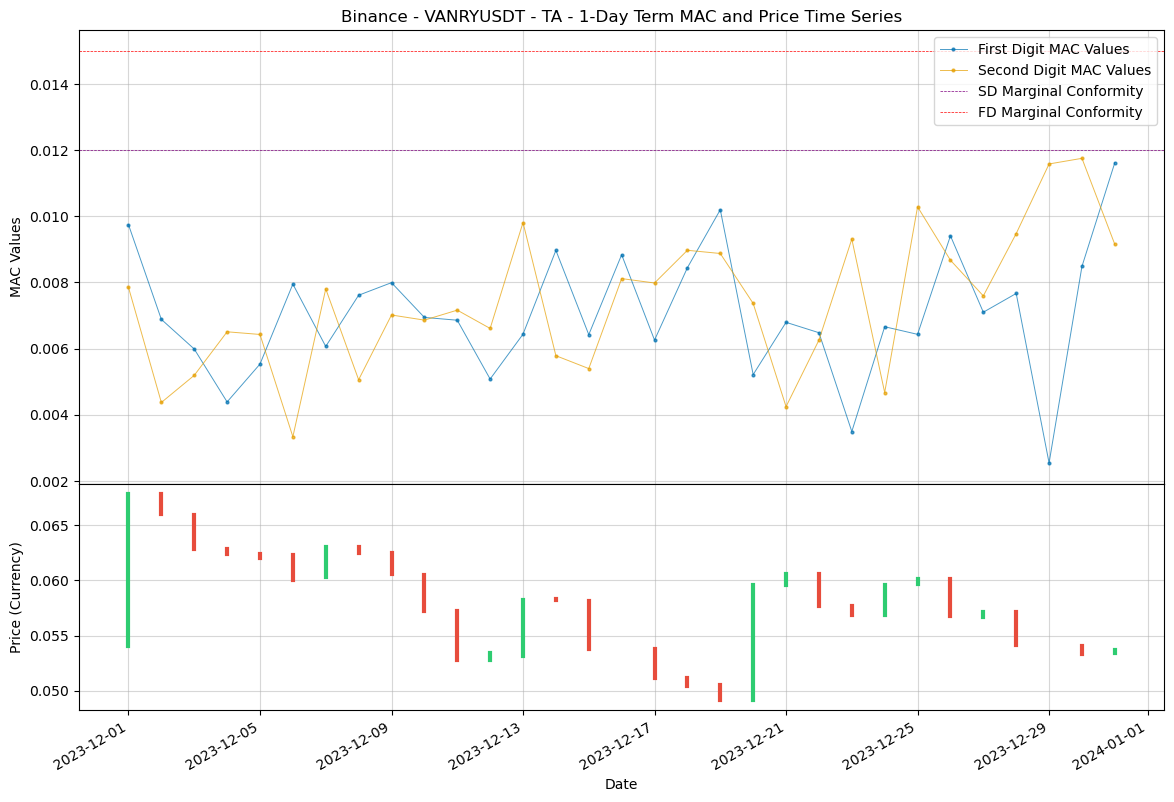 Binance - VANRYUSDT - TA - 1-Day Term MAC and Price Time Series
First Digit MAC Values
Second Digit MAC Values
SD Marginal Conformity
FD Marginal Conformity
MAC Values
0.014
0.012
0.010
0.008
0.006
0.004
0.002
Price (Currency)
0.065
0.060
0.055
0.050
2023-12-01
2023-12-05
2023-12-09
2023-12-13
2023-12-17
2023-12-21
2023-12-25
2023-12-29
2024-01-01
Date